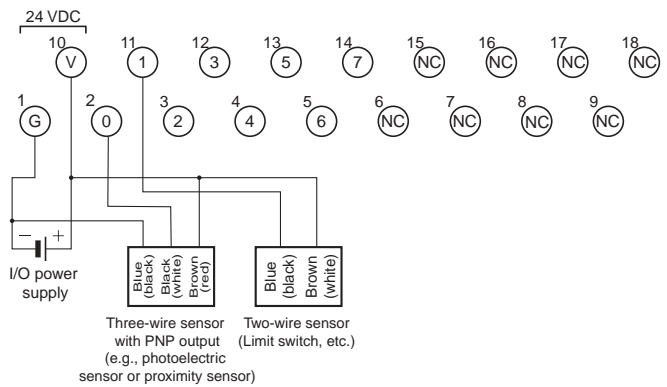 24 VDC
10 11 12 13 14 15 16 17 18
V 1 3 5 7 NC NC NC NC
1 2 3 4 5 6 7 8 9
G 0 2 4 6 NC NC NC NC
− +
I/O power
supply
Blue
(black)
Black
(white)
Brown
(red)
Blue
(black)
Brown
(white)
Three-wire sensor
with PNP output
(e.g., photoelectric
sensor or proximity sensor)
Two-wire sensor
(Limit switch, etc.)